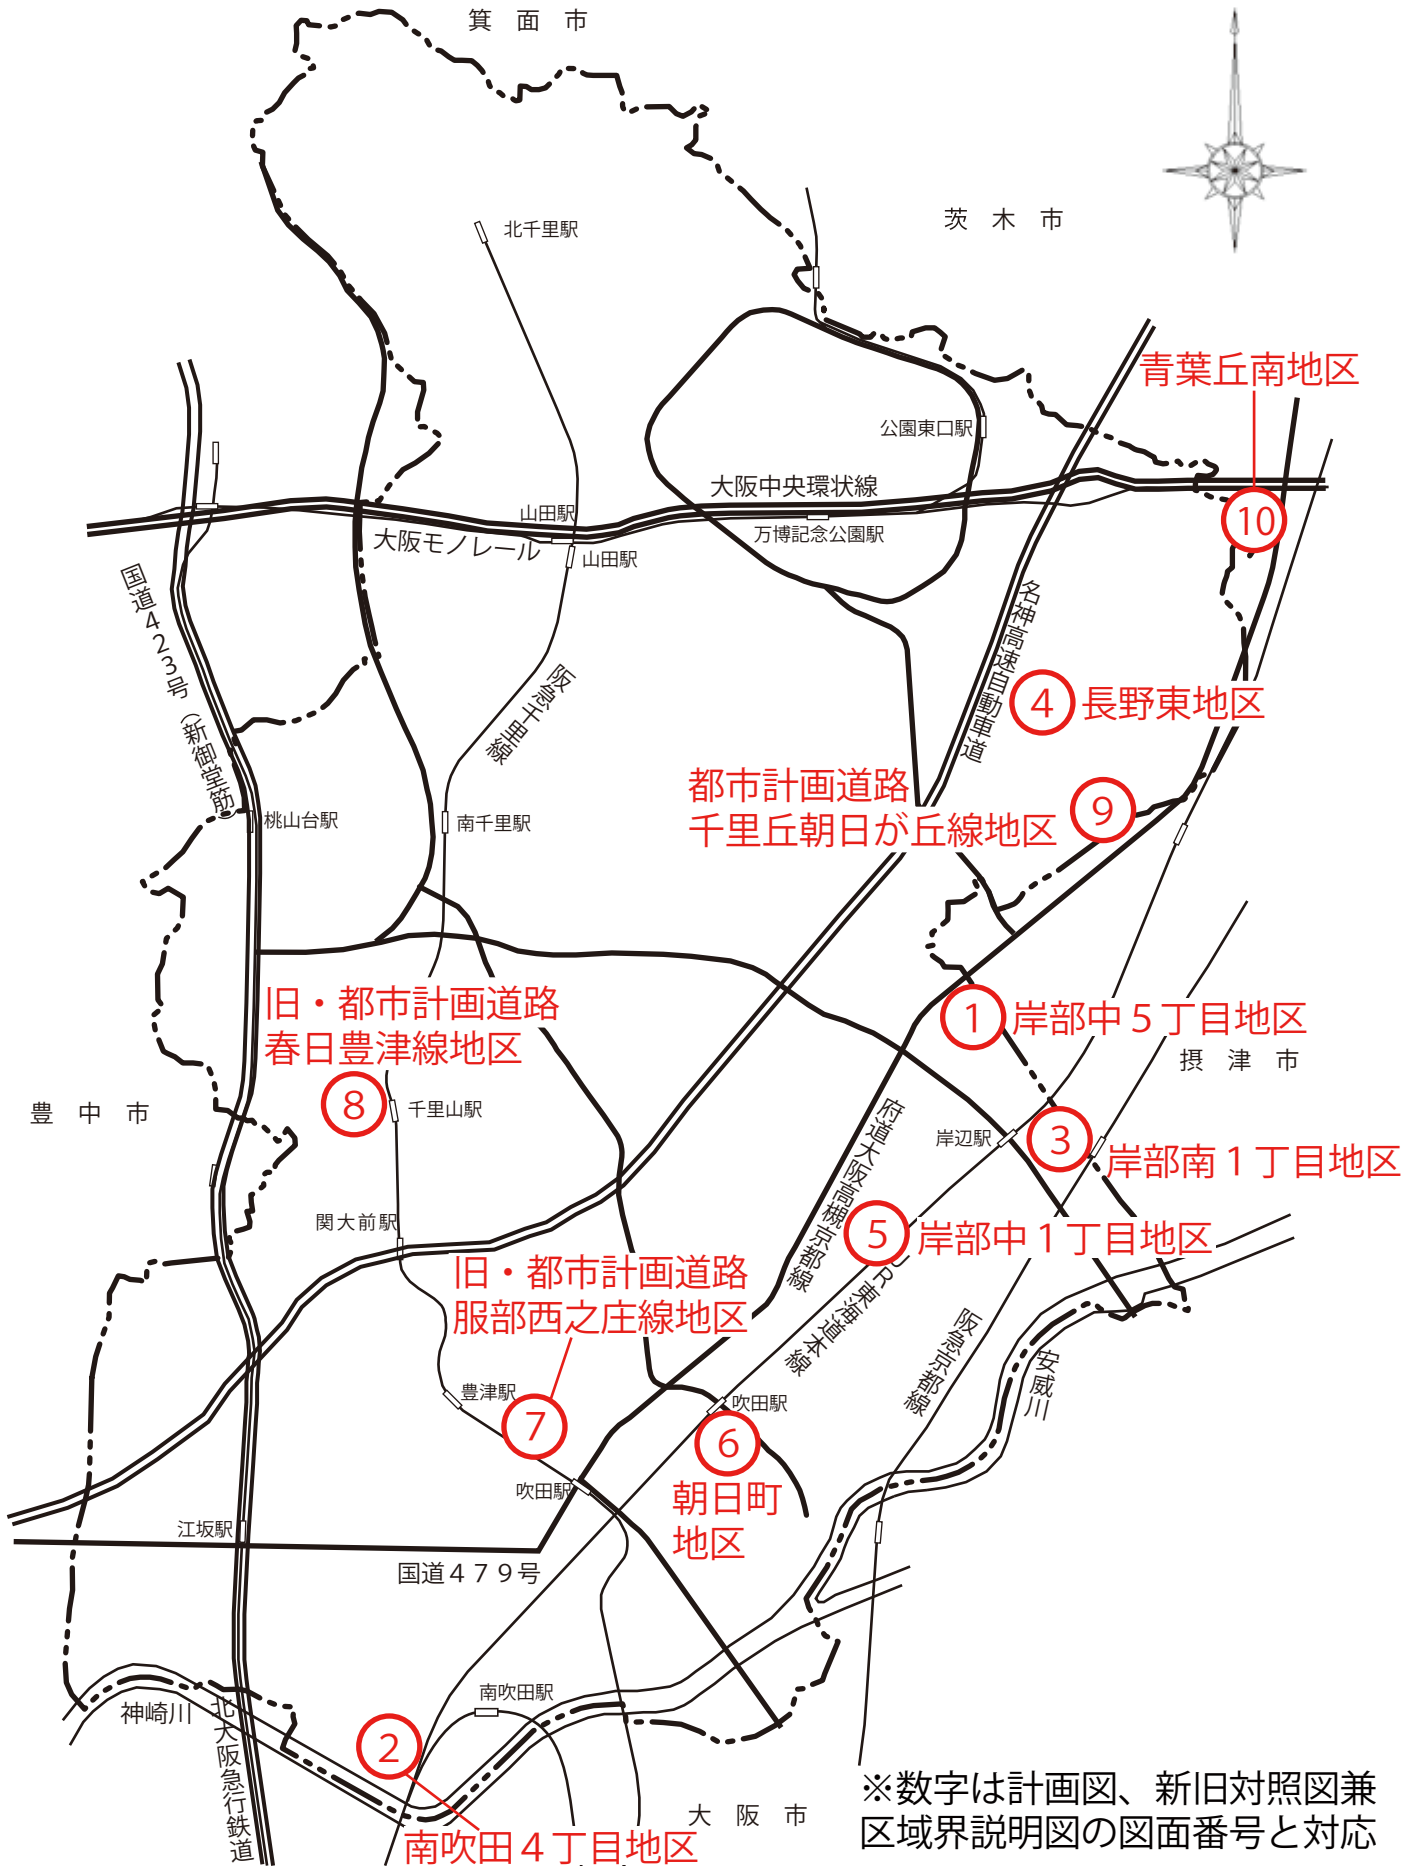 箕 面 市
茨 木 市
北千里駅
青葉丘南地区
公園東口駅
大阪中央環状線
山田駅
万博記念公園駅
大阪モノレール
山田駅
10
国道423号（新御堂筋）
名神高速自動車道
阪急千里線
4
長野東地区
都市計画道路
千里丘朝日が丘線地区
9
桃山台駅
南千里駅
旧・都市計画道路
春日豊津線地区
1
岸部中５丁目地区
摂 津 市
豊 中 市
8
千里山駅
府道大阪高槻京都線
岸辺駅
3
岸部南１丁目地区
関大前駅
5
岸部中１丁目地区
旧・都市計画道路
服部西之庄線地区
JR東海道本線
阪急京都線
安威川
豊津駅
7
吹田駅
6
朝日町
地区
吹田駅
江坂駅
国道４７９号
神崎川
北大阪急行鉄道
南吹田駅
2
大 阪 市
南吹田４丁目地区
※数字は計画図、新旧対照図兼
区域界説明図の図面番号と対応